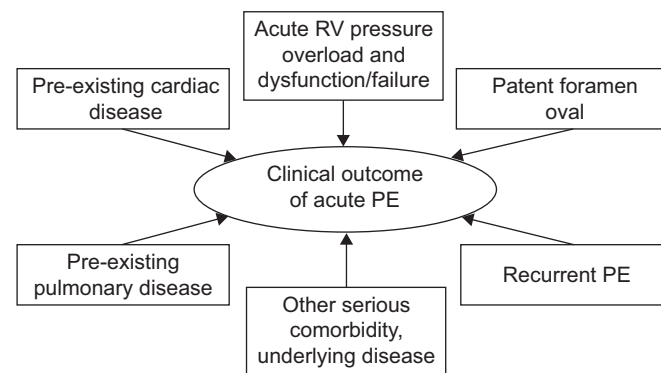 Acute RV pressure
overload and
dysfunction/failure
Pre-existing cardiac
disease
Patent foramen
oval
Clinical outcome
of acute PE
Pre-existing
pulmonary disease
Other serious
comorbidity,
underlying disease
Recurrent PE